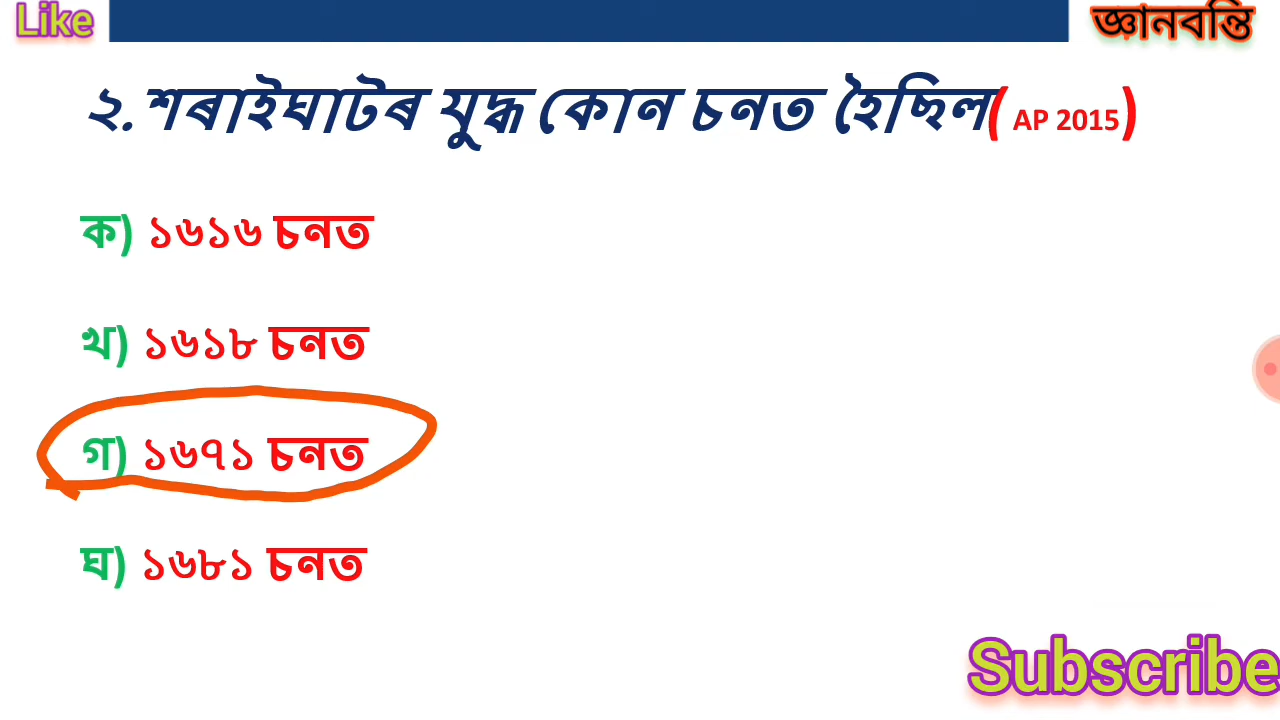 Like
জ্ঞানবন্তি
২.শৰাইঘাটৰ যুদ্ধ কোন চনত হৈছিল( AP 2015)
ক) ১৬১৬ চনত
খ) ১৬১৮ চনত
গ) ১৬৭১ চনত
ঘ) ১৬৮১ চনত
Subscribe